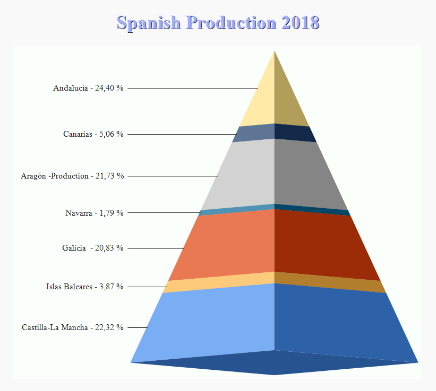 Spanish Production 2018
Andalucía - 24,40 %
Canarias - 5,06 %
Aragón -Production - 21,73 %
Navarra - 1,79 %
Galicia - 20,83 %
Islas Baleares - 3,87 %
Castilla-La Mancha - 22,32 %